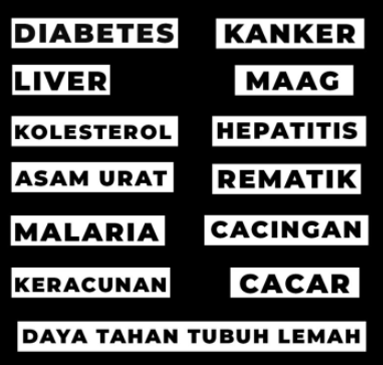 DIABETES
KANKER
LIVER
MAAG
KOLESTEROL
HEPATITIS
ASAM URAT
REMATIK
MALARIA
CACINGAN
KERACUNAN
CACAR
DAYA TAHAN TUBUH LEMAH